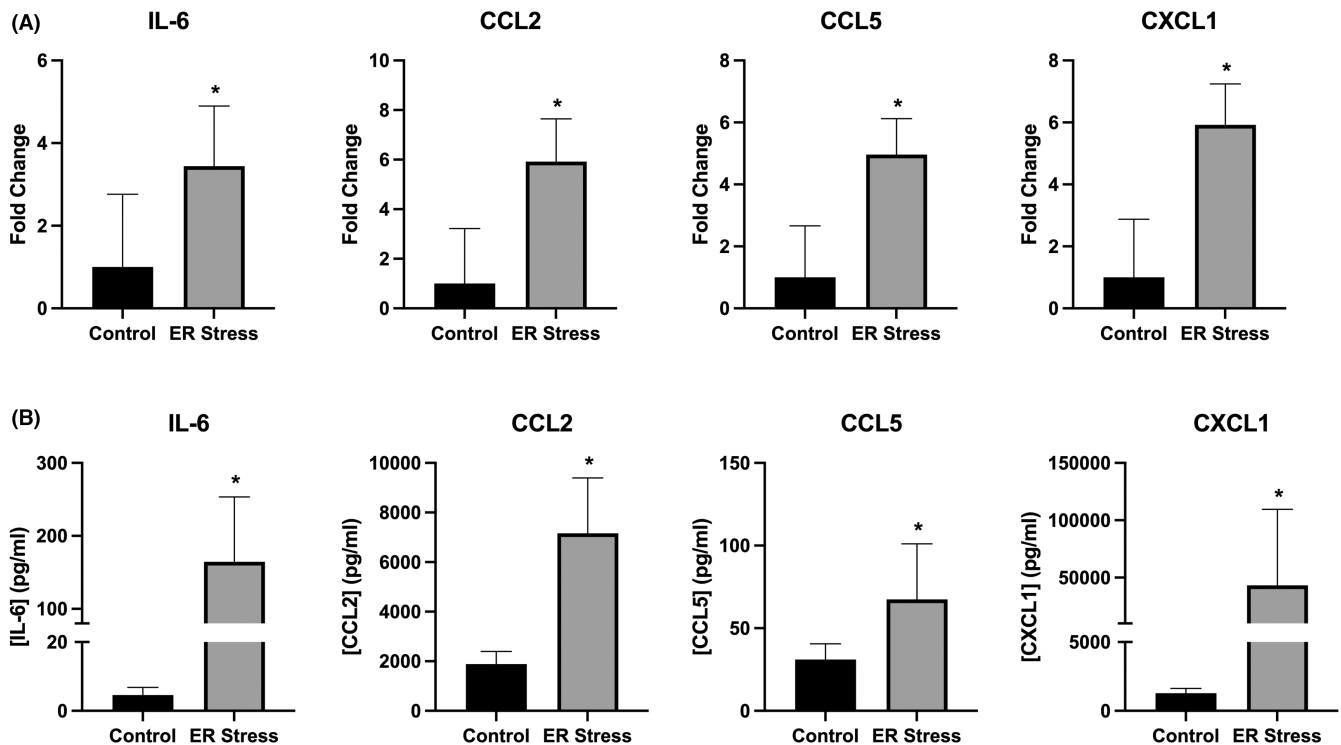 (A)
IL-6
CCL2
CCL5
CXCL1
Fold Change
6
4
2
0
*
Control ER Stress
Fold Change
10
8
6
4
2
0
*
Control ER Stress
Fold Change
8
6
4
2
0
*
Control ER Stress
Fold Change
8
6
4
2
0
*
Control ER Stress
(B)
IL-6
CCL2
CCL5
CXCL1
[IL-6] (pg/ml)
300
200
100
20
0
*
Control ER Stress
[CCL2] (pg/ml)
10000
8000
6000
4000
2000
0
*
Control ER Stress
[CCL5] (pg/ml)
150
100
50
0
*
Control ER Stress
[CXCL1] (pg/ml)
150000
100000
50000
5000
0
*
Control ER Stress